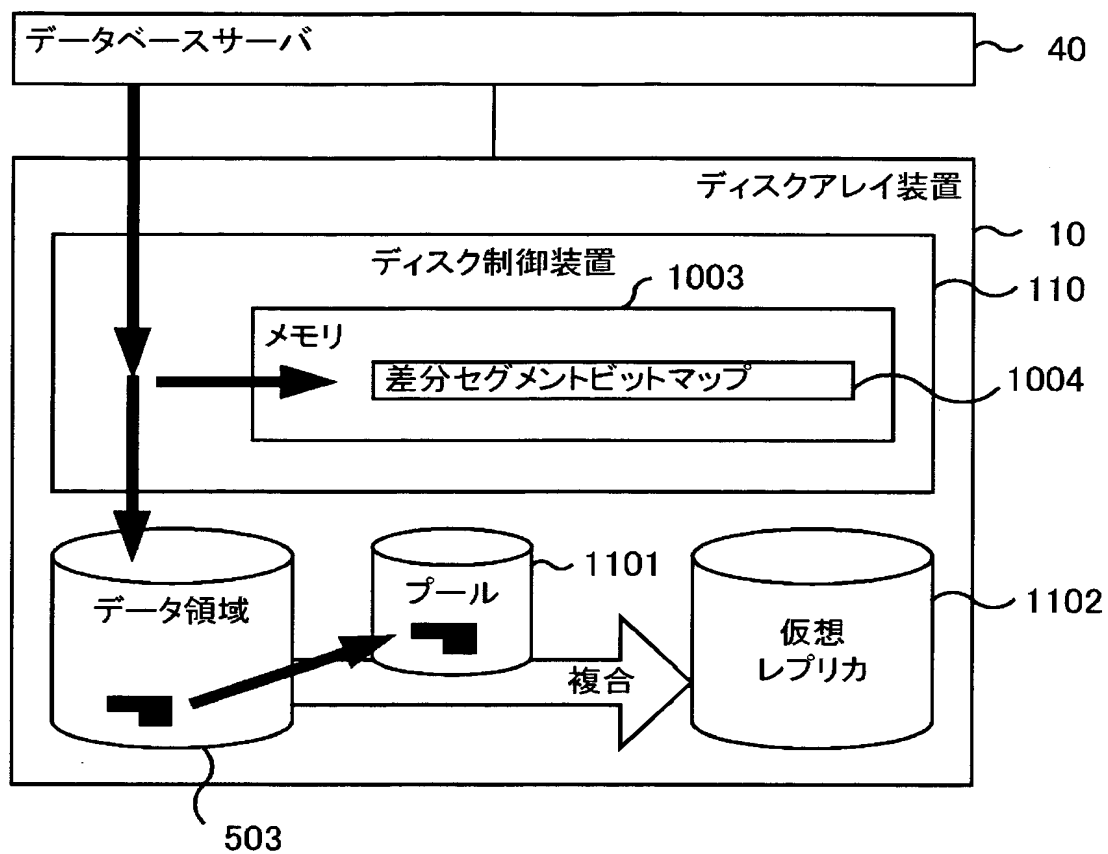 データベースサーバ
40
ディスクアレイ装置
10
ディスク制御装置
110
1003
メモリ
差分セグメントビットマップ
1004
1101
プール
データ領域
1102
仮想
レプリカ
複合
503